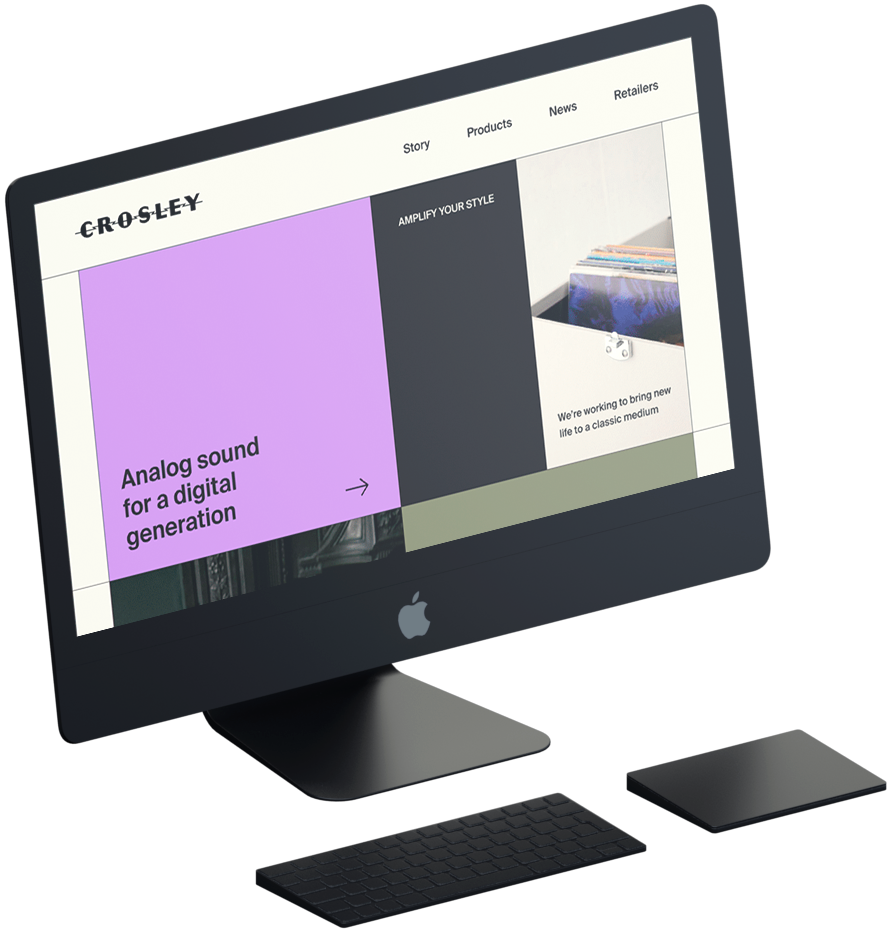 Story
Products
News
Retailers
CROSLEY
AMPLIFY YOUR STYLE
Analog sound
for a digital
generation
We're working to bring new
life to a classic medium